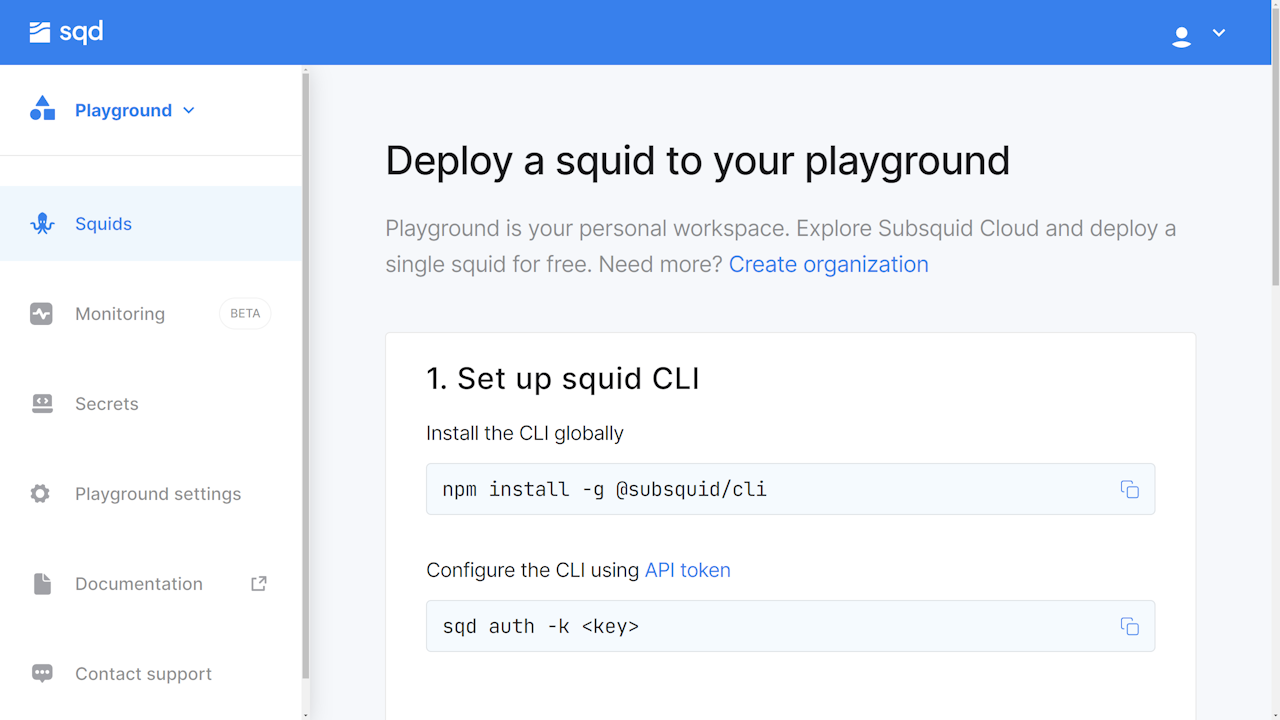 sqd
Playground
Squids
Monitoring BETA
Secrets
Playground settings
Documentation
Contact support
Deploy a squid to your playground
Playground is your personal workspace. Explore Subsquid Cloud and deploy a
single squid for free. Need more? Create organization
1. Set up squid CLI
Install the CLI globally
npm install -g @subsquid/cli
Configure the CLI using API token
sqd auth -k <key>